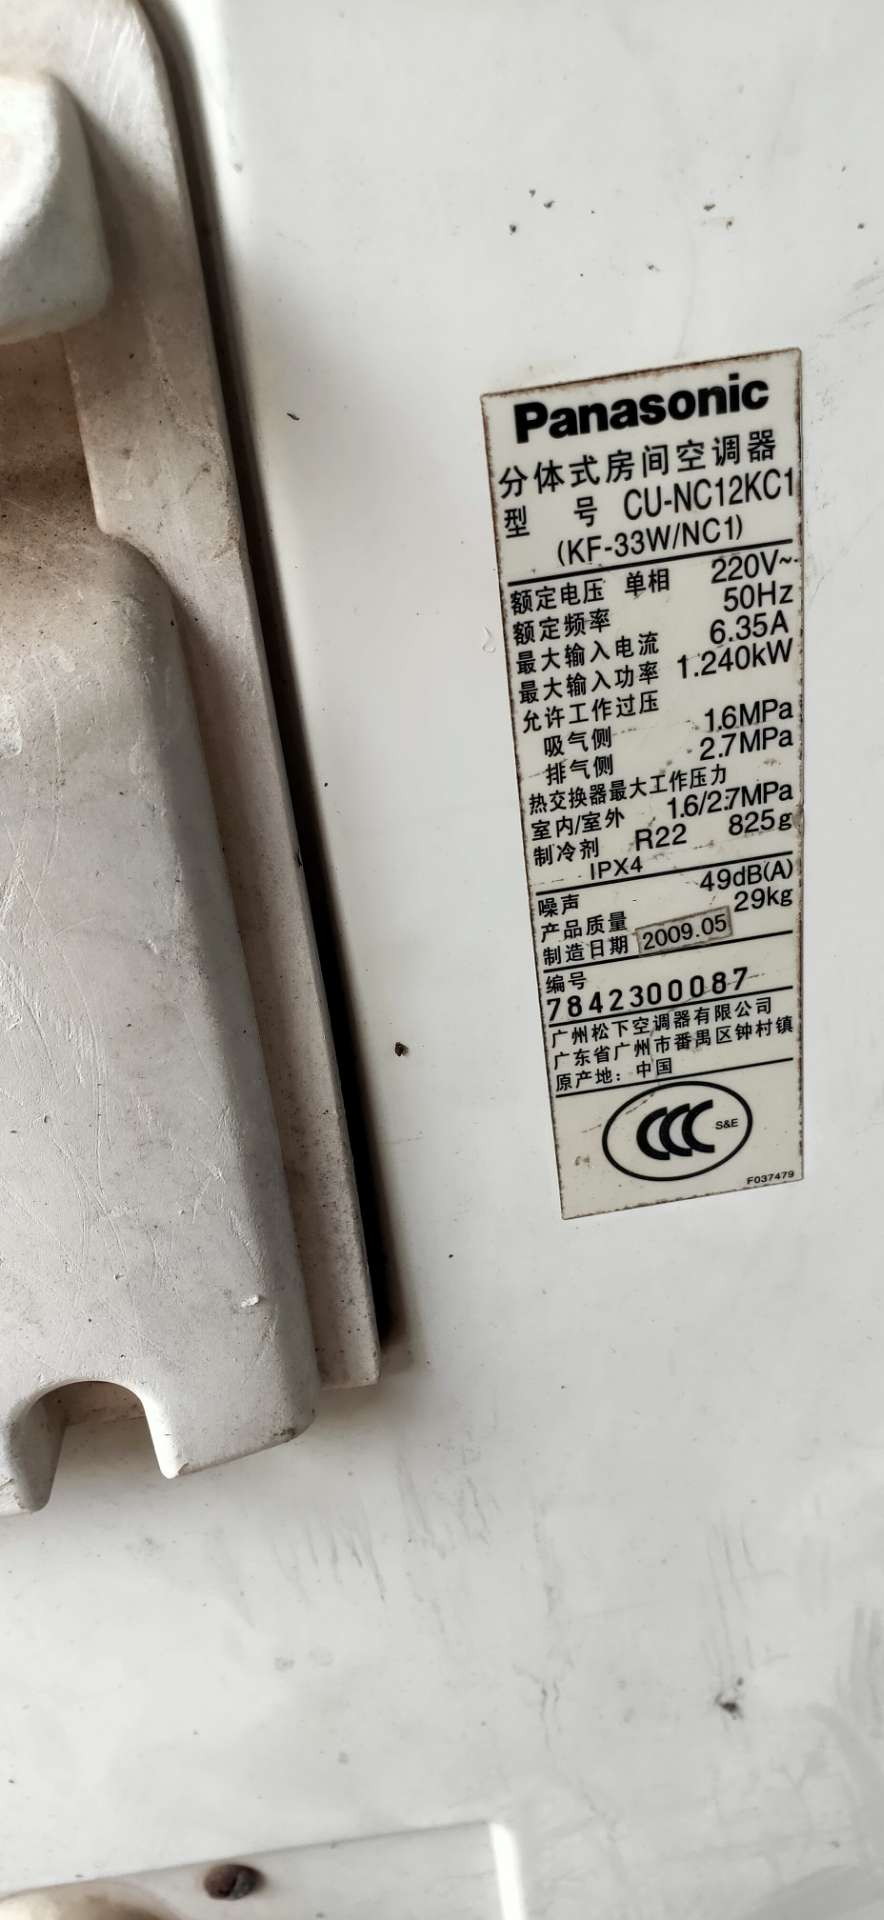 Panasonic
分体式房间空调器
型 号 CU-NC12KC1
(KF-33W/NC1)
额定电压 单相 220V~
额定频率 50Hz
最大输入电流 6.35A
最大输入功率 1.240kW
允许工作过压
吸气侧 1.6MPa
排气侧 2.7MPa
热交换器最大工作压力
室内/室外 1.6/2.7MPa
制冷剂 R22 825g
IPX4
噪声 49dB(A)
产品质量 29kg
制造日期 2009.05
编号
7842300087
广州松下空调器有限公司
广东省广州市番禺区钟村镇
原产地：中国
CCC S&E
F037479